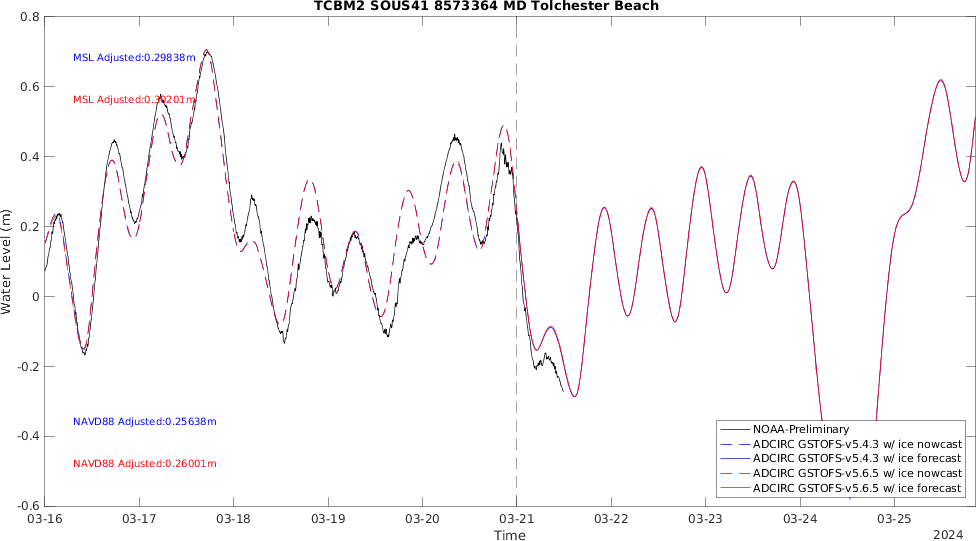 TCBM2 SOUS41 8573364 MD Tolchester Beach
MSL Adjusted:0.29838m
MSL Adjusted:0.30201m
NAVD88 Adjusted:0.25638m
NAVD88 Adjusted:0.26001m
Water Level (m)
0.8
0.6
0.4
0.2
0
-0.2
-0.4
-0.6
NOAA-Preliminary
ADCIRC GSTOFS-v5.4.3 w/ ice nowcast
ADCIRC GSTOFS-v5.4.3 w/ ice forecast
ADCIRC GSTOFS-v5.6.5 w/ ice nowcast
ADCIRC GSTOFS-v5.6.5 w/ ice forecast
03-16 03-17 03-18 03-19 03-20 03-21 03-22 03-23 03-24 03-25
Time
2024